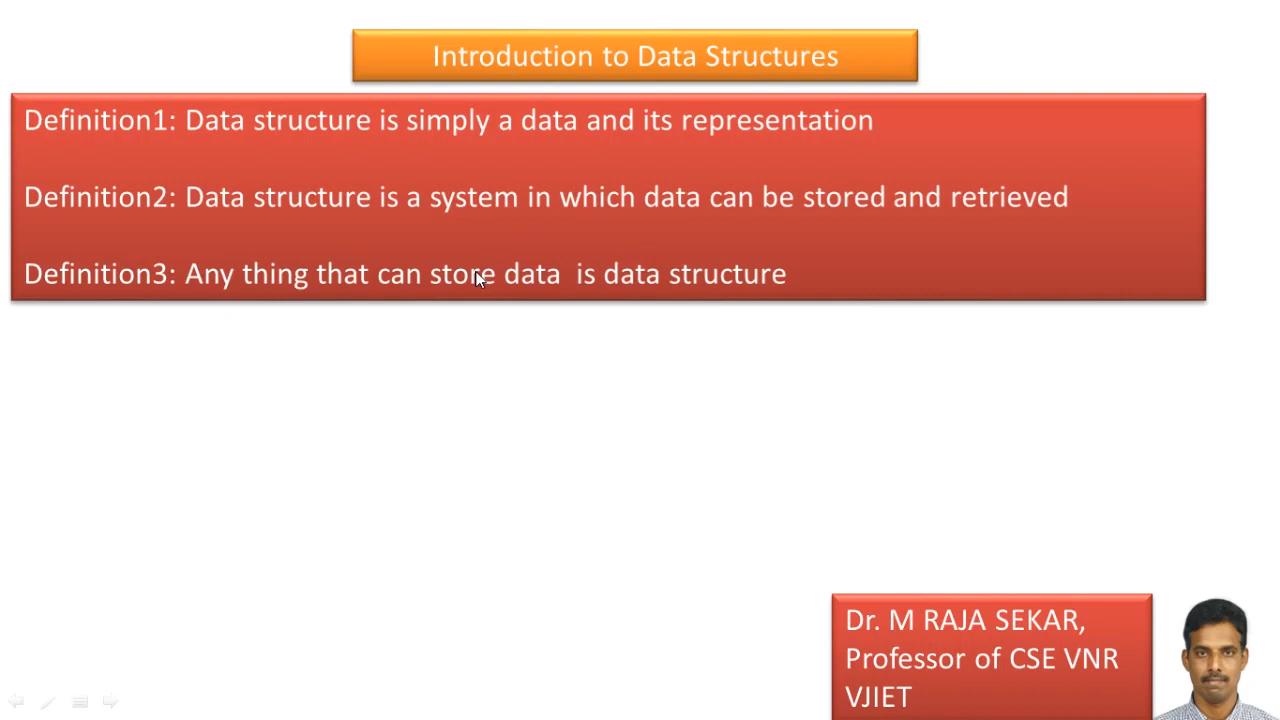 Introduction to Data Structures
Definition1: Data structure is simply a data and its representation
Definition2: Data structure is a system in which data can be stored and retrieved
Definition3: Any thing that can store data  is data structure
Dr. M RAJA SEKAR,
Professor of CSE VNR
VJIET